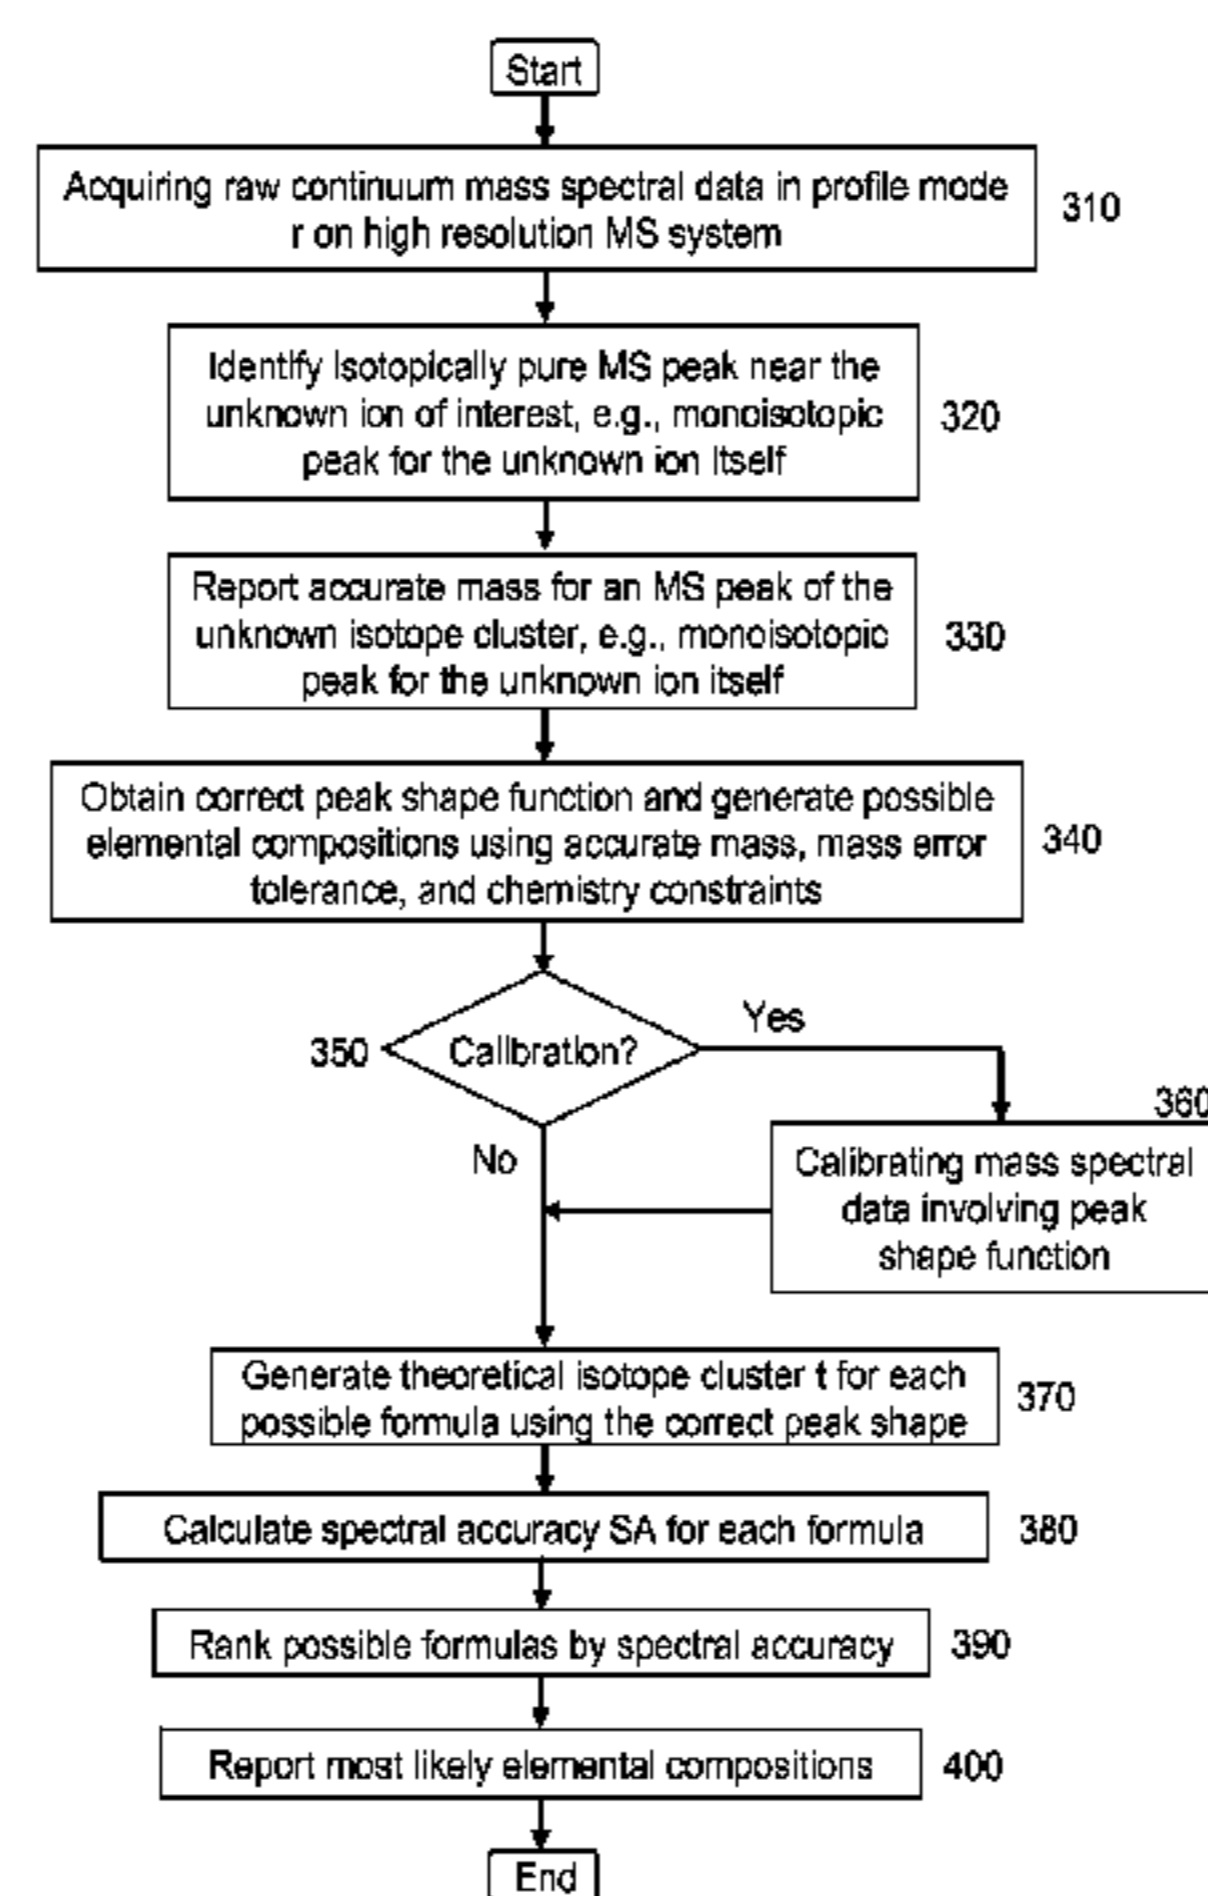 Start
Acquiring raw continuum mass spectral data in profile mode
r on high resolution MS system
310
Identify isotopically pure MS peak near the
unknown ion of interest, e.g., monoisotopic
peak for the unknown ion itself
320
Report accurate mass for an MS peak of the
unknown isotope cluster, e.g., monoisotopic
peak for the unknown ion itself
330
Obtain correct peak shape function and generate possible
elemental compositions using accurate mass, mass error
tolerance, and chemistry constraints
340
350
Calibration?
Yes
No
360
Calibrating mass spectral
data involving peak
shape function
Generate theoretical isotope cluster t for each
possible formula using the correct peak shape
370
Calculate spectral accuracy SA for each formula
380
Rank possible formulas by spectral accuracy
390
Report most likely elemental compositions
400
End